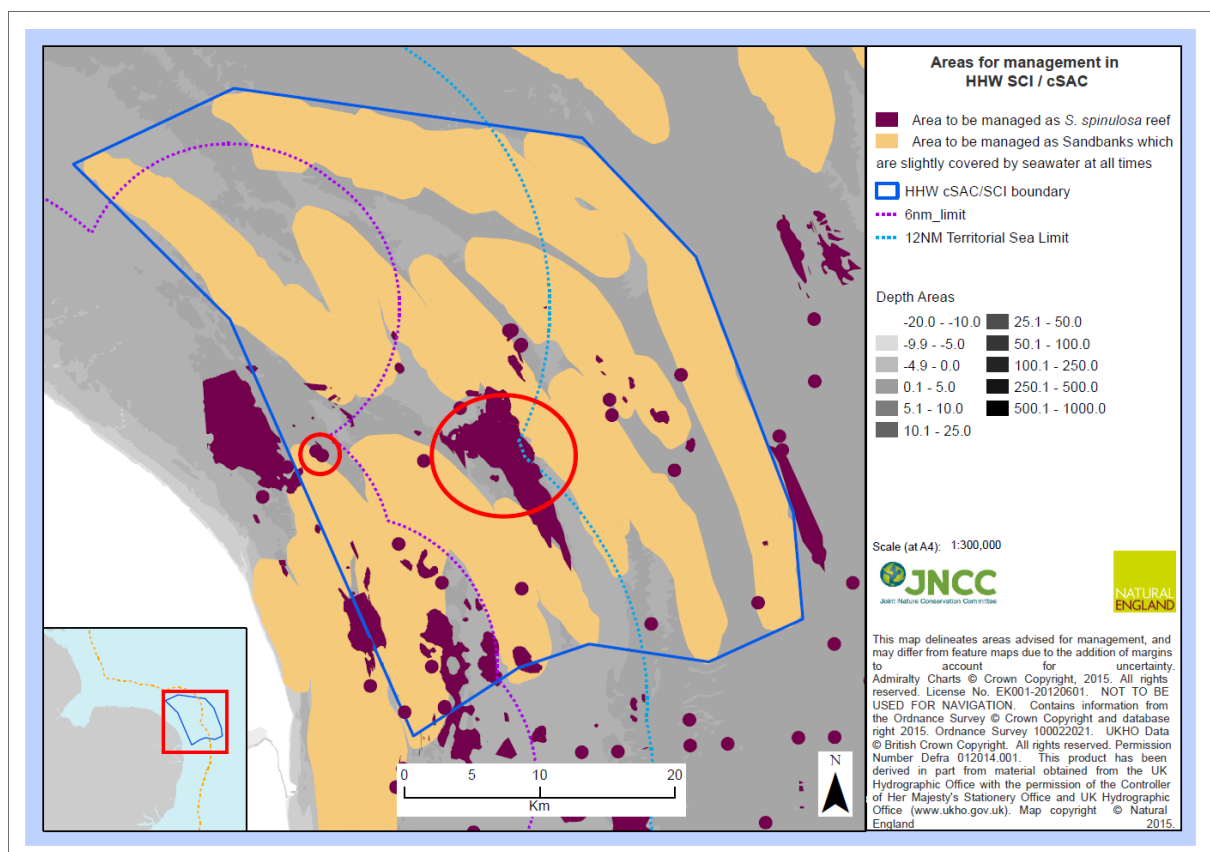 Areas for management in
HHW SCI / cSAC
Area to be managed as S. spinulosa reef
Area to be managed as Sandbanks which
are slightly covered by seawater at all times
HHW cSAC/SCI boundary
6nm_limit
12NM Territorial Sea Limit
Depth Areas
-20.0 - -10.0
-9.9 - -5.0
-4.9 - 0.0
0.1 - 5.0
5.1 - 10.0
10.1 - 25.0
25.1 - 50.0
50.1 - 100.0
100.1 - 250.0
250.1 - 500.0
500.1 - 1000.0
Scale (at A4): 1:300,000
JNCC
Joint Nature Conservation Committee
NATURAL
ENGLAND
This map delineates areas advised for management, and
may differ from feature maps due to the addition of margins
to account for uncertainty.
Admiralty Charts © Crown Copyright, 2015. All rights
reserved. License No. EK001-20120601. NOT TO BE
USED FOR NAVIGATION. Contains information from
the Ordnance Survey © Crown Copyright and database
right 2015. Ordnance Survey 100022021. UKHO Data
© British Crown Copyright. All rights reserved. Permission
Number Defra 012014.001. This product has been
derived in part from material obtained from the UK
Hydrographic Office with the permission of the Controller
of Her Majesty's Stationery Office and UK Hydrographic
Office (www.ukho.gov.uk). Map copyright © Natural
England 2015.
0 5 10 20
Km
N